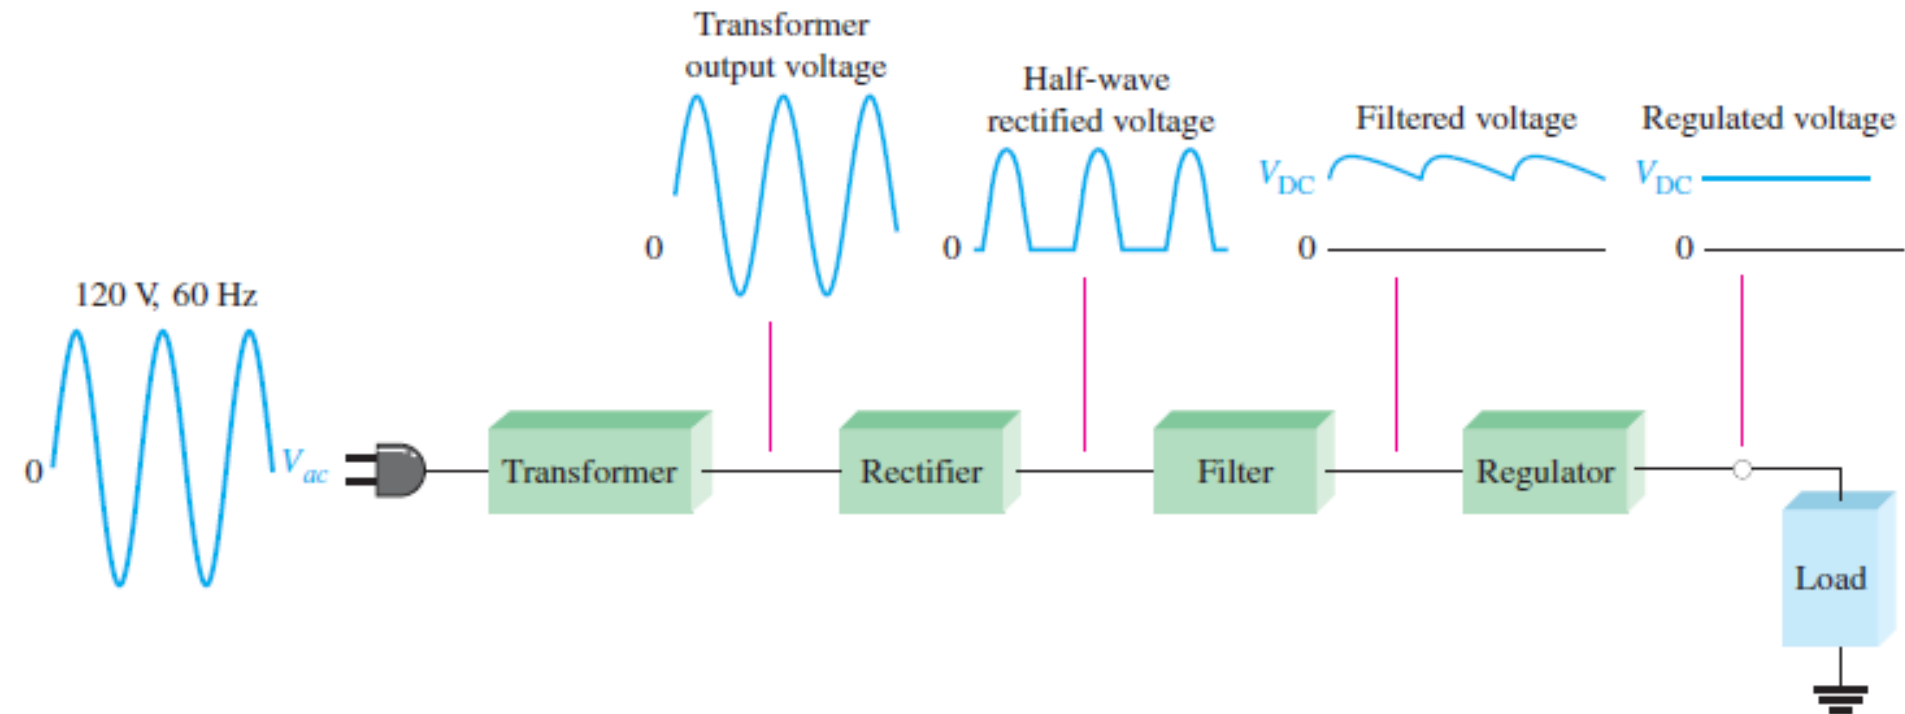 Transformer
output voltage
Half-wave
rectified voltage
Filtered voltage
Regulated voltage
V_DC
V_DC
0
0
0
0
120 V, 60 Hz
0
V_ac
Transformer
Rectifier
Filter
Regulator
Load